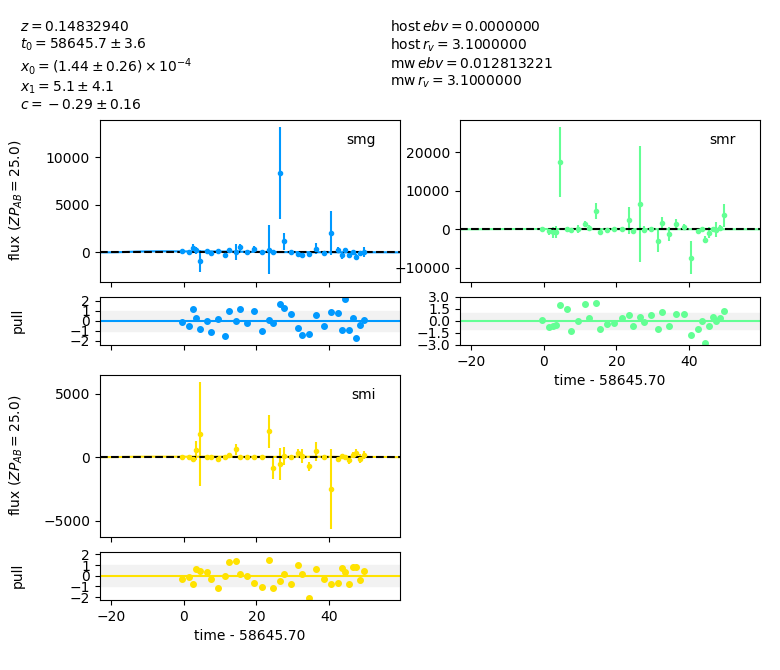 z = 0.14832940
t₀ = 58645.7 ± 3.6
x₀ = (1.44 ± 0.26) × 10⁻⁴
x₁ = 5.1 ± 4.1
c = −0.29 ± 0.16
host ebv = 0.0000000
host r_v = 3.1000000
mw ebv = 0.012813221
mw r_v = 3.1000000
smg
flux (ZP_AB = 25.0)
10000
5000
0
pull
2
1
0
−1
−2
smr
20000
10000
0
−10000
3.0
1.5
0.0
−1.5
−3.0
−20 0 20 40
time - 58645.70
smi
flux (ZP_AB = 25.0)
5000
0
−5000
pull
2
1
0
−1
−2
−20 0 20 40
time - 58645.70